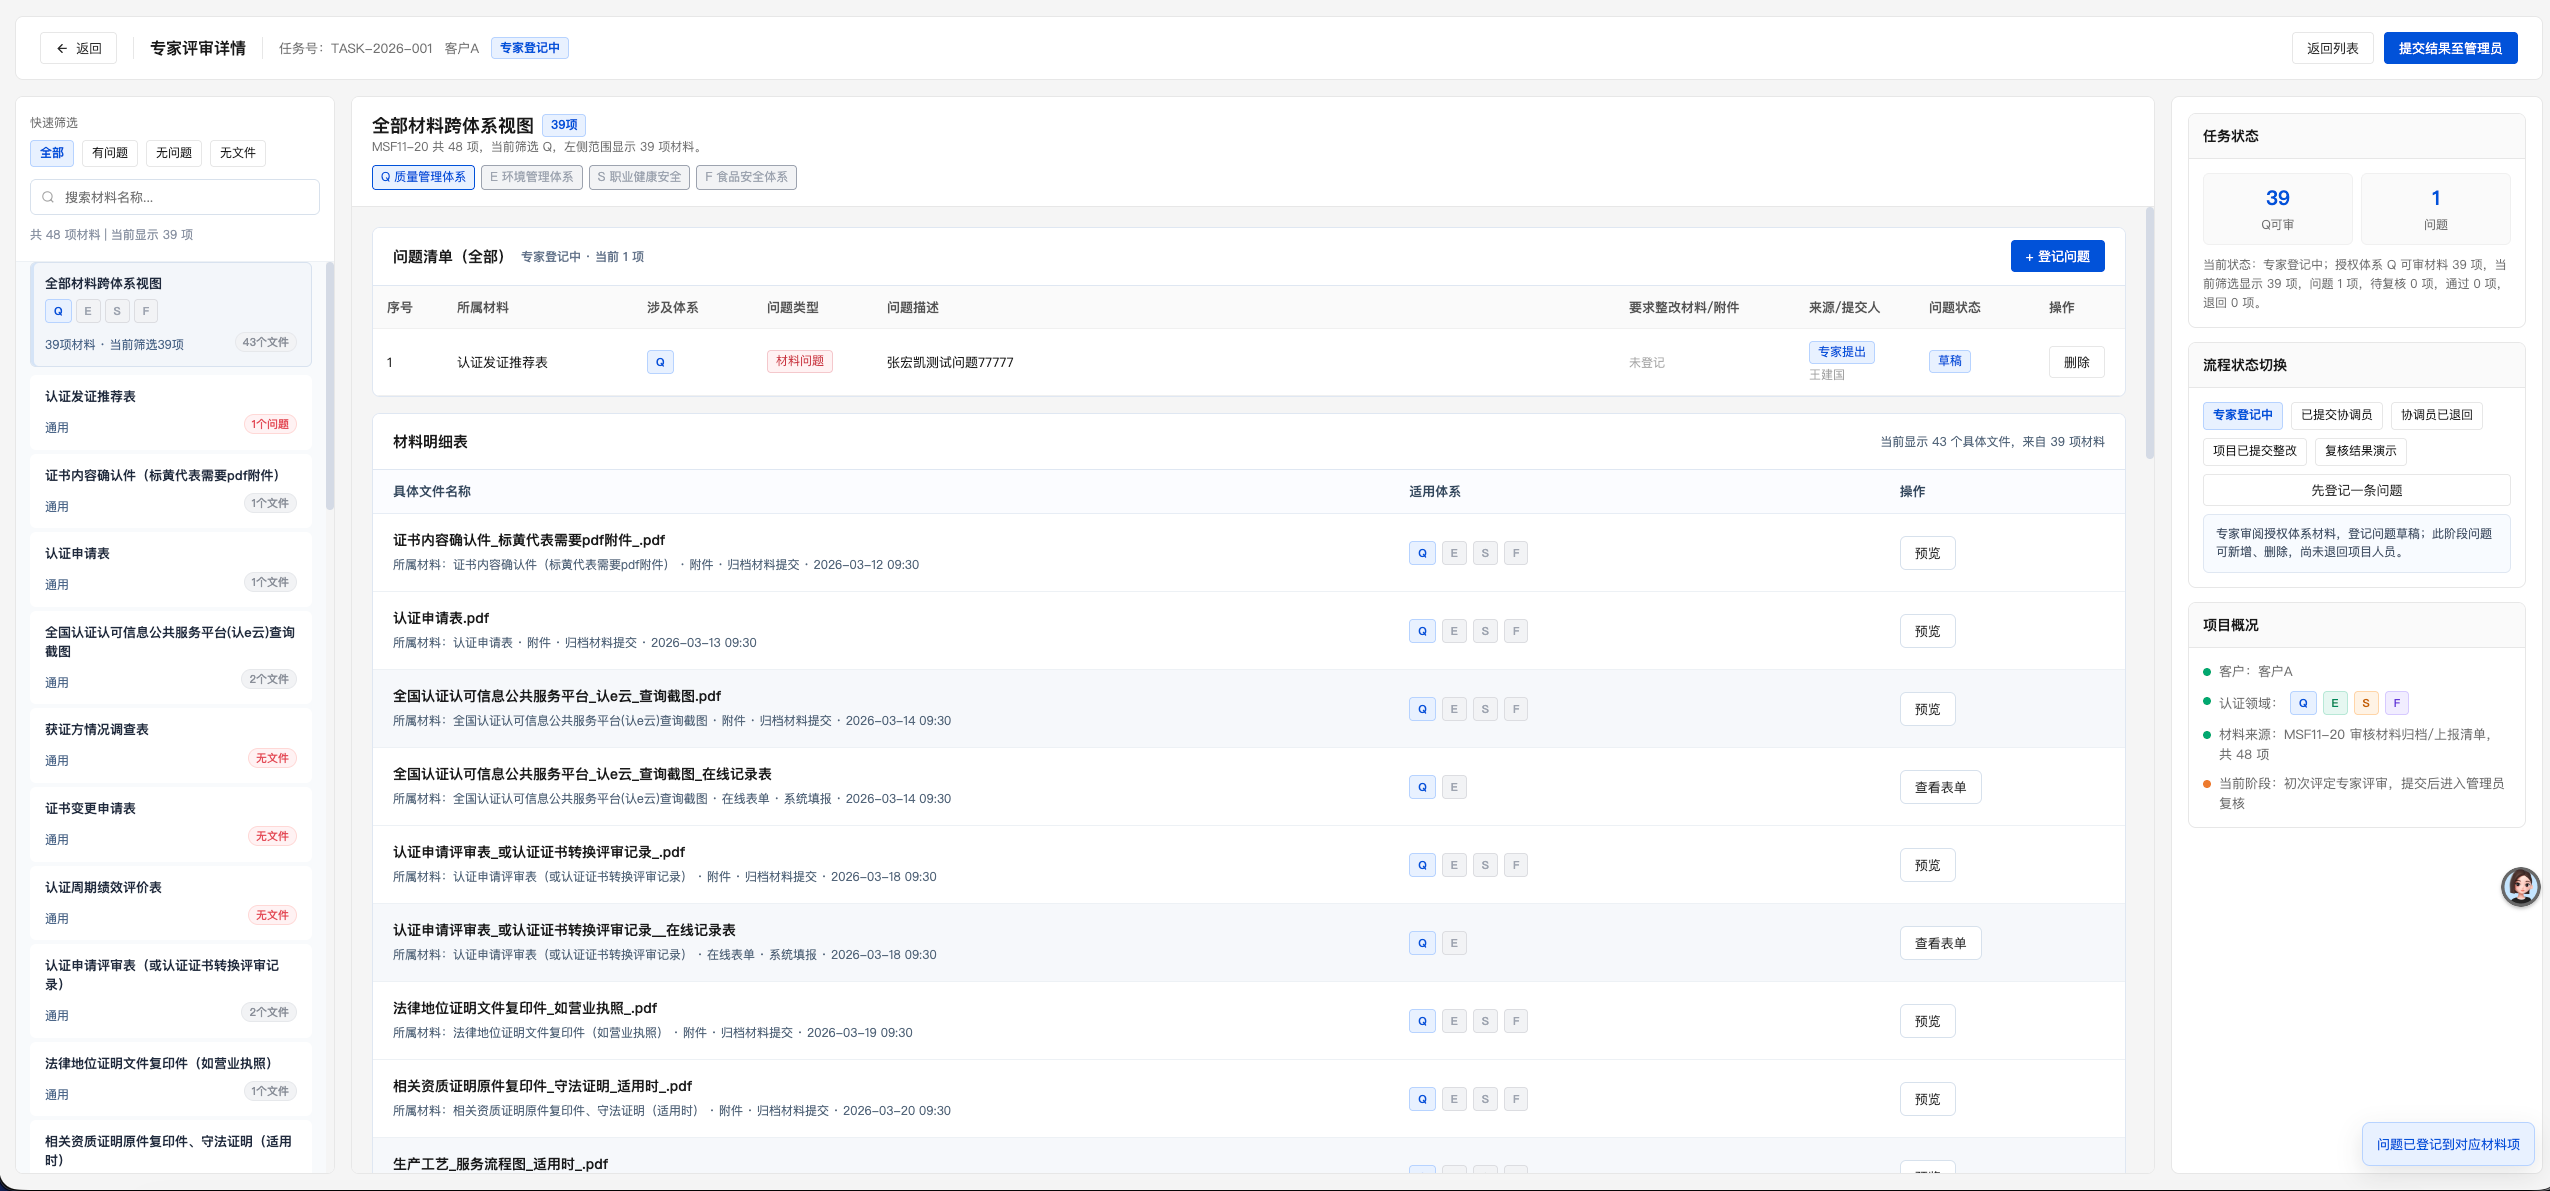 返回
专家评审详情
任务号：TASK-2026-001 客户A 专家登记中
返回列表
提交结果至管理员
快速筛选
全部 有问题 无问题 无文件
搜索材料名称...
共 48 项材料 | 当前显示 39 项
全部材料跨体系视图
Q E S F
39项材料 · 当前筛选39项
43个文件
认证发证推荐表
通用
1个问题
证书内容确认件（标黄代表需要pdf附件）
通用
1个文件
认证申请表
通用
1个文件
全国认证认可信息公共服务平台(认e云)查询
截图
通用
2个文件
获证方情况调查表
通用
无文件
证书变更申请表
通用
无文件
认证周期绩效评价表
通用
无文件
认证申请评审表（或认证证书转换评审记
录）
通用
2个文件
法律地位证明文件复印件（如营业执照）
通用
1个文件
相关资质证明原件复印件、守法证明（适用
时）
全部材料跨体系视图 39项
MSF11-20 共 48 项，当前筛选 Q，左侧范围显示 39 项材料。
Q 质量管理体系 E 环境管理体系 S 职业健康安全 F 食品安全体系
问题清单（全部） 专家登记中 · 当前 1 项
+ 登记问题
序号 所属材料 涉及体系 问题类型 问题描述 要求整改材料/附件 来源/提交人 问题状态 操作
1 认证发证推荐表 Q 材料问题 张宏凯测试问题77777 未登记 专家提出 草稿 删除
王建国
材料明细表
当前显示 43 个具体文件，来自 39 项材料
具体文件名称 适用体系 操作
证书内容确认件_标黄代表需要pdf附件_.pdf
所属材料：证书内容确认件（标黄代表需要pdf附件） · 附件 · 归档材料提交 · 2026-03-12 09:30
Q E S F
预览
认证申请表.pdf
所属材料：认证申请表 · 附件 · 归档材料提交 · 2026-03-13 09:30
Q E S F
预览
全国认证认可信息公共服务平台_认e云_查询截图.pdf
所属材料：全国认证认可信息公共服务平台(认e云)查询截图 · 附件 · 归档材料提交 · 2026-03-14 09:30
Q E S F
预览
全国认证认可信息公共服务平台_认e云_查询截图_在线记录表
所属材料：全国认证认可信息公共服务平台(认e云)查询截图 · 在线表单 · 系统填报 · 2026-03-14 09:30
Q E
查看表单
认证申请评审表_或认证证书转换评审记录_.pdf
所属材料：认证申请评审表（或认证证书转换评审记录） · 附件 · 归档材料提交 · 2026-03-18 09:30
Q E S F
预览
认证申请评审表_或认证证书转换评审记录__在线记录表
所属材料：认证申请评审表（或认证证书转换评审记录） · 在线表单 · 系统填报 · 2026-03-18 09:30
Q E
查看表单
法律地位证明文件复印件_如营业执照_.pdf
所属材料：法律地位证明文件复印件（如营业执照） · 附件 · 归档材料提交 · 2026-03-19 09:30
Q E S F
预览
相关资质证明原件复印件_守法证明_适用时_.pdf
所属材料：相关资质证明原件复印件、守法证明（适用时） · 附件 · 归档材料提交 · 2026-03-20 09:30
Q E S F
预览
生产工艺_服务流程图_适用时_.pdf
任务状态
39
Q可审
1
问题
当前状态：专家登记中；授权体系 Q 可审材料 39 项，当
前筛选显示 39 项，问题 1 项，待复核 0 项，通过 0 项，
退回 0 项。
流程状态切换
专家登记中 已提交协调员 协调员已退回
项目已提交整改 复核结果演示
先登记一条问题
专家审阅授权体系材料，登记问题草稿；此阶段问题
可新增、删除，尚未退回项目人员。
项目概况
客户：客户A
认证领域： Q E S F
材料来源：MSF11-20 审核材料归档/上报清单，
共 48 项
当前阶段：初次评定专家评审，提交后进入管理员
复核
问题已登记到对应材料项